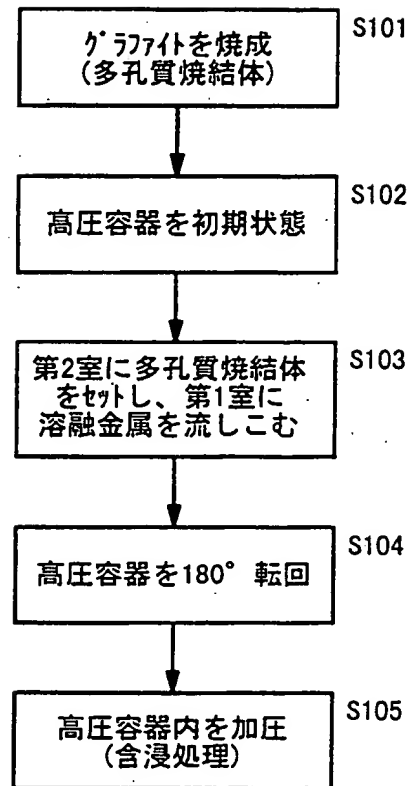 グラファイトを焼成
(多孔質焼結体)
S101
高圧容器を初期状態
S102
第2室に多孔質焼結体
をセットし、第1室に
溶融金属を流しこむ
S103
高圧容器を180° 転回
S104
高圧容器内を加圧
(含浸処理)
S105